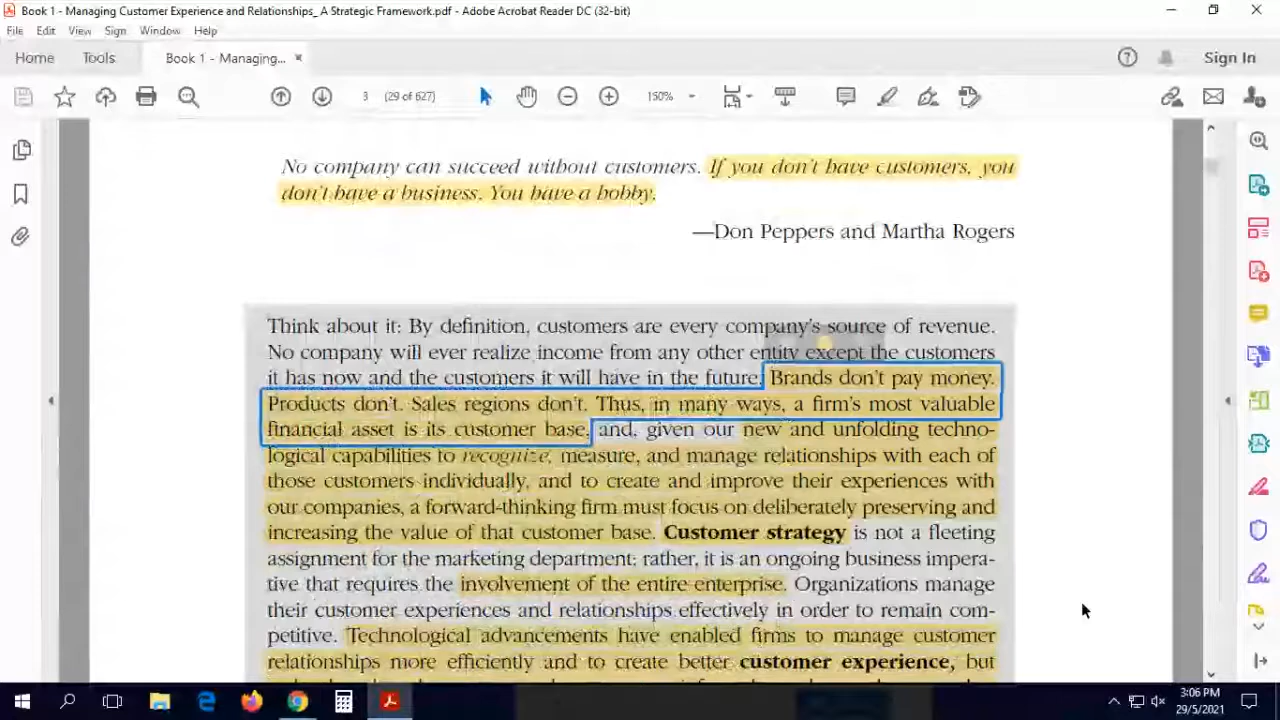 Book 1 - Managing Customer Experience and Relationships_ A Strategic Framework.pdf - Adobe Acrobat Reader DC (32-bit)
File Edit View Sign Window Help
Home Tools Book 1 - Managing... × Sign In
3 (29 of 627) 150%
No company can succeed without customers. If you don't have customers, you
don't have a business. You have a hobby.
—Don Peppers and Martha Rogers
Think about it: By definition, customers are every company's source of revenue.
No company will ever realize income from any other entity except the customers
it has now and the customers it will have in the future. Brands don't pay money.
Products don't. Sales regions don't. Thus, in many ways, a firm's most valuable
financial asset is its customer base, and, given our new and unfolding techno-
logical capabilities to recognize, measure, and manage relationships with each of
those customers individually, and to create and improve their experiences with
our companies, a forward-thinking firm must focus on deliberately preserving and
increasing the value of that customer base. Customer strategy is not a fleeting
assignment for the marketing department; rather, it is an ongoing business impera-
tive that requires the involvement of the entire enterprise. Organizations manage
their customer experiences and relationships effectively in order to remain com-
petitive. Technological advancements have enabled firms to manage customer
relationships more efficiently and to create better customer experience, but
3:06 PM
29/5/2021